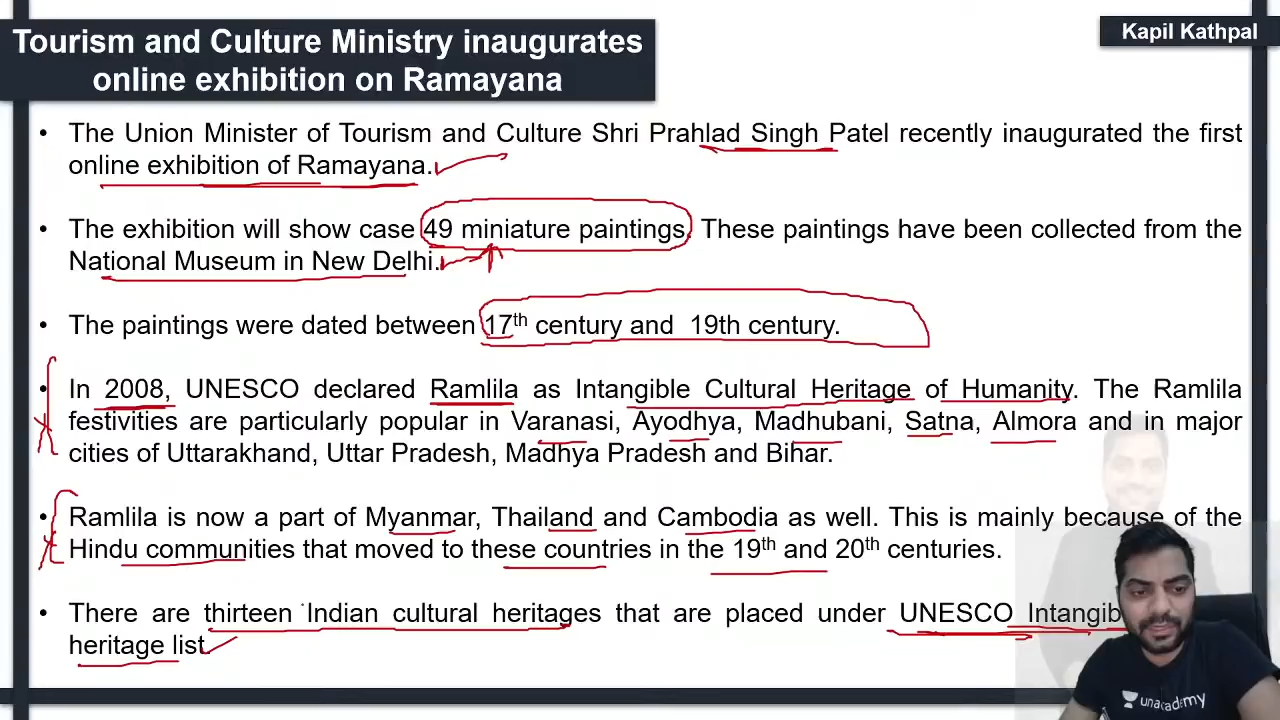 Tourism and Culture Ministry inaugurates
online exhibition on Ramayana
Kapil Kathpal
• The Union Minister of Tourism and Culture Shri Prahlad Singh Patel recently inaugurated the first
online exhibition of Ramayana.
• The exhibition will show case 49 miniature paintings. These paintings have been collected from the
National Museum in New Delhi.
• The paintings were dated between 17th century and 19th century.
• In 2008, UNESCO declared Ramlila as Intangible Cultural Heritage of Humanity. The Ramlila
festivities are particularly popular in Varanasi, Ayodhya, Madhubani, Satna, Almora and in major
cities of Uttarakhand, Uttar Pradesh, Madhya Pradesh and Bihar.
• Ramlila is now a part of Myanmar, Thailand and Cambodia as well. This is mainly because of the
Hindu communities that moved to these countries in the 19th and 20th centuries.
• There are thirteen Indian cultural heritages that are placed under UNESCO
heritage list
unacademy